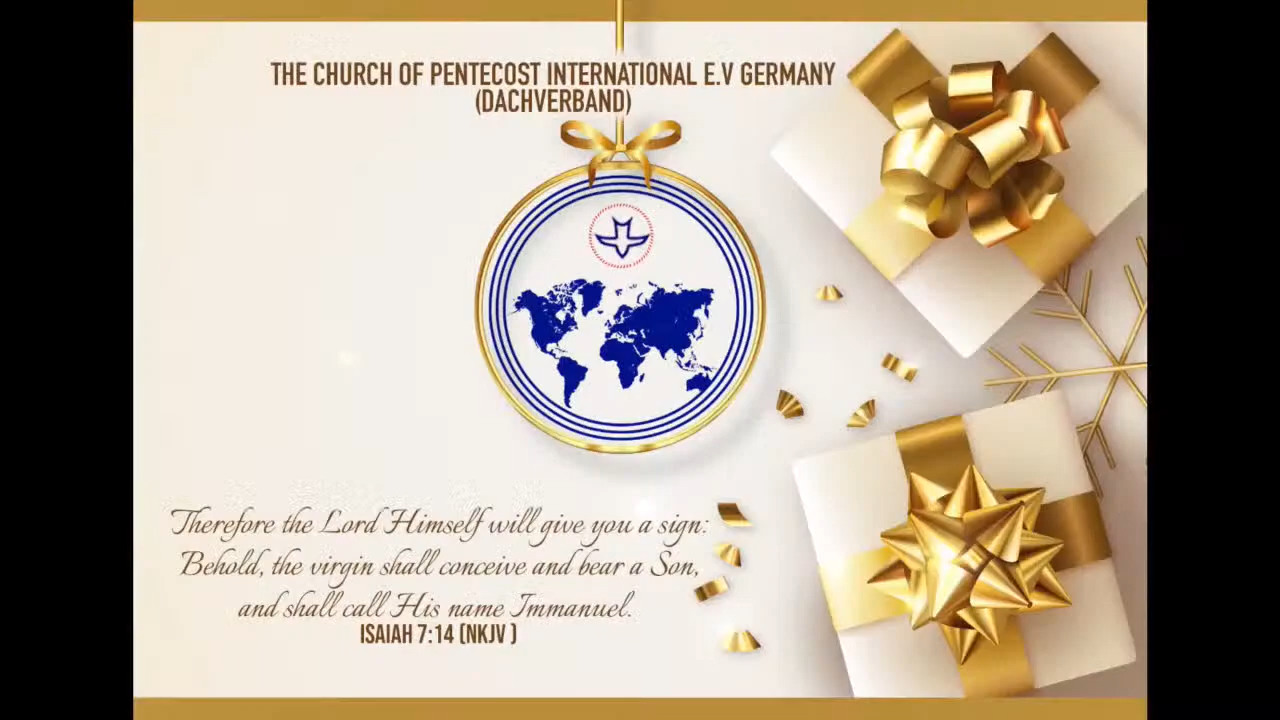 THE CHURCH OF PENTECOST INTERNATIONAL E.V GERMANY
(DACHVERBAND)
Therefore the Lord Himself will give you a sign:
Behold, the virgin shall conceive and bear a Son,
and shall call His name Immanuel.
ISAIAH 7:14 (NKJV )